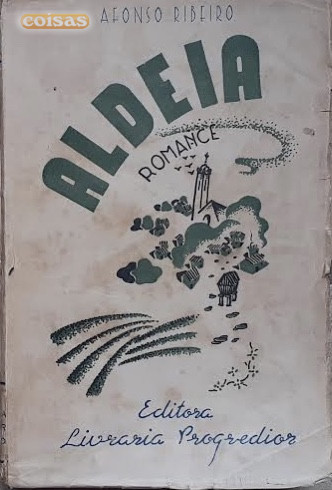 coisas
AFONSO RIBEIRO
ALDEIA
ROMANCE
Editora
Livraria Progredior